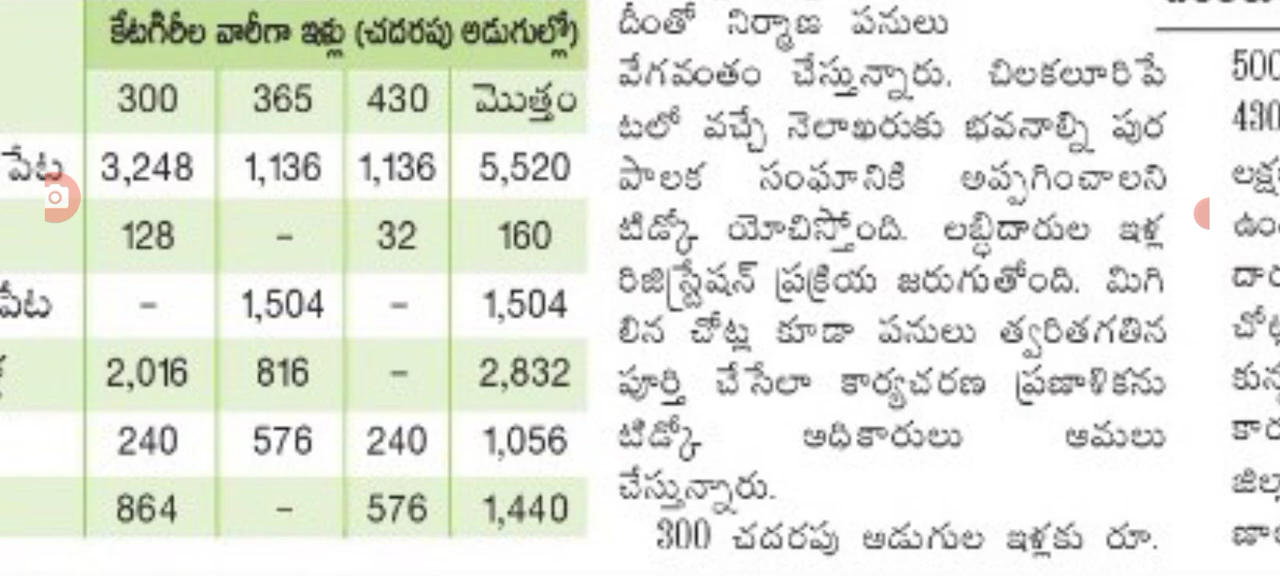 కేటగిరీల వారీగా ఇళ్లు (చదరపు అడుగుల్లో)
300 365 430 మొత్తం
పేట 3,248 1,136 1,136 5,520
128 – 32 160
పేట – 1,504 – 1,504
2,016 816 – 2,832
240 576 240 1,056
864 – 576 1,440
దీంతో నిర్మాణ పనులు
వేగవంతం చేస్తున్నారు. చిలకలూరిపే
టలో వచ్చే నెలాఖరుకు భవనాల్ని పుర
పాలక సంఘానికి అప్పగించాలని
టిడ్కో యోచిస్తోంది. లబ్ధిదారుల ఇళ్ల
రిజిస్ట్రేషన్ ప్రక్రియ జరుగుతోంది. మిగి
లిన చోట్ల కూడా పనులు త్వరితగతిన
పూర్తి చేసేలా కార్యచరణ ప్రణాళికను
టిడ్కో అధికారులు అమలు
చేస్తున్నారు.
300 చదరపు అడుగుల ఇళ్లకు రూ.
500
430
లక్ష
ఉం
దార
చోట్ల
కున్న
కార
జిల్ల
ణాల